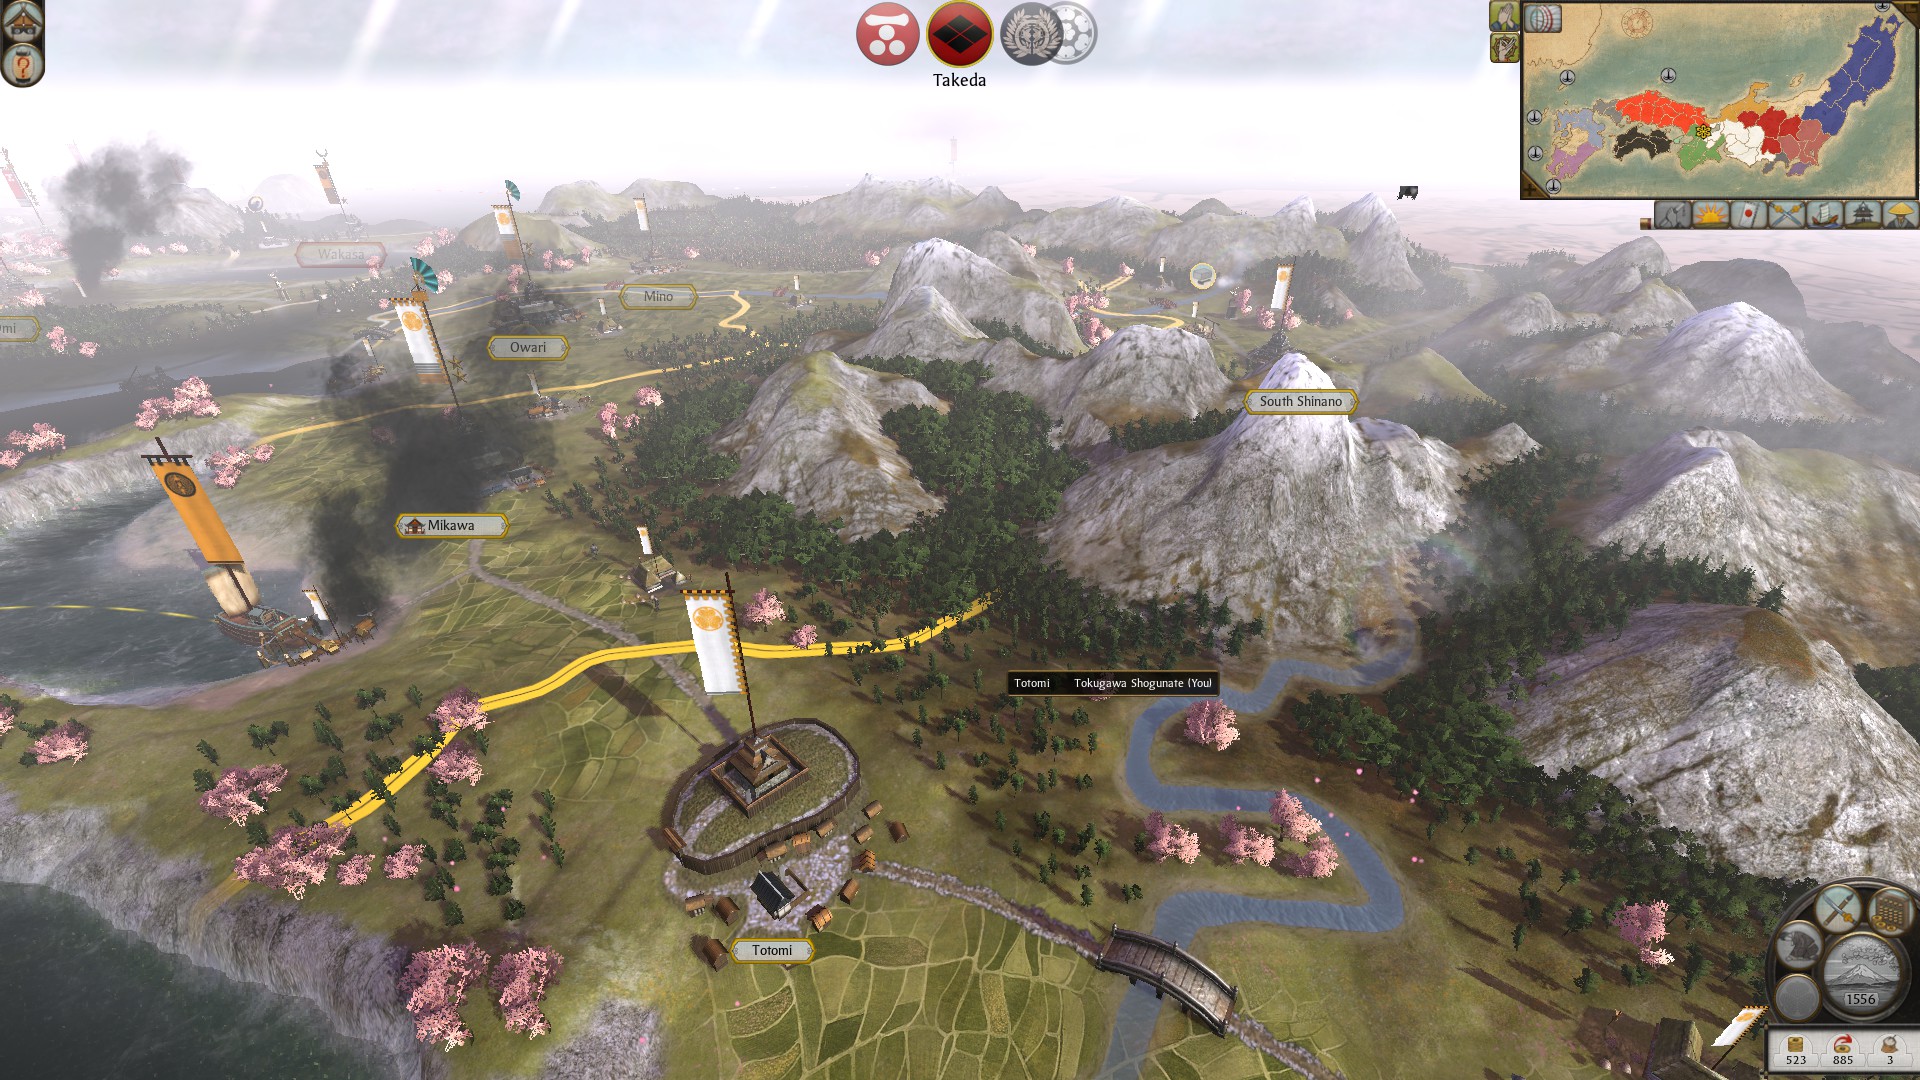 Takeda
Wakasa
Mino
Owari
South Shinano
Mikawa
Totomi Tokugawa Shogunate (You)
Totomi
1556
523 885 3